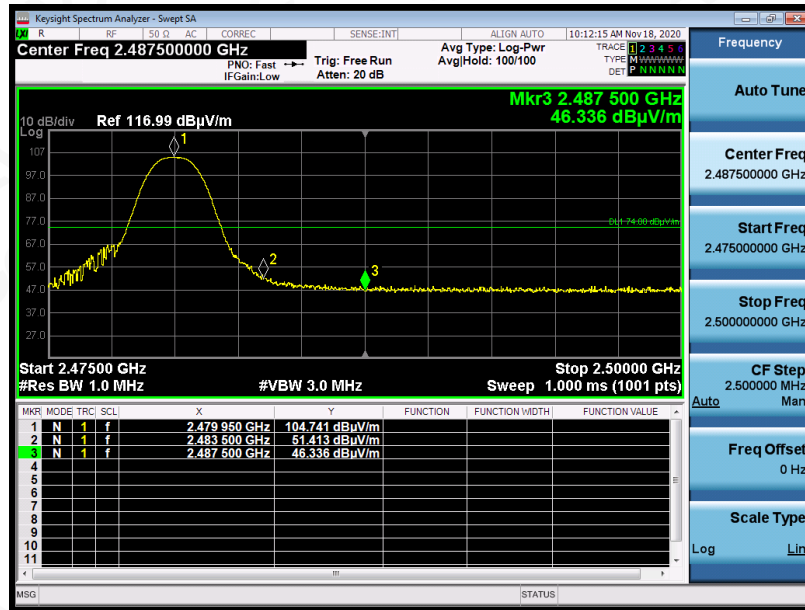 Keysight Spectrum Analyzer - Swept SA
LXI R RF 50 Ω AC CORREC SENSE:INT ALIGN AUTO 10:12:15 AM Nov 18, 2020
Center Freq 2.487500000 GHz
PNO: Fast
IFGain:Low
Trig: Free Run
Atten: 20 dB
Avg Type: Log-Pwr
Avg|Hold: 100/100
TRACE 1 2 3 4 5 6
TYPE M W W W W W
DET P N N N N N
Mkr3 2.487 500 GHz
46.336 dBµV/m
10 dB/div Ref 116.99 dBµV/m
Log
107
97.0
87.0
77.0
67.0
57.0
47.0
37.0
27.0
1
2
3
DL1 74.00 dBµV/m
Start 2.47500 GHz Stop 2.50000 GHz
#Res BW 1.0 MHz #VBW 3.0 MHz Sweep 1.000 ms (1001 pts)
MKR MODE TRC SCL X Y FUNCTION FUNCTION WIDTH FUNCTION VALUE
1 N 1 f 2.479 950 GHz 104.741 dBµV/m
2 N 1 f 2.483 500 GHz 51.413 dBµV/m
3 N 1 f 2.487 500 GHz 46.336 dBµV/m
4
5
6
7
8
9
10
11
MSG STATUS
Frequency
Auto Tune
Center Freq
2.487500000 GHz
Start Freq
2.475000000 GHz
Stop Freq
2.500000000 GHz
CF Step
2.500000 MHz
Auto Man
Freq Offset
0 Hz
Scale Type
Log Lin